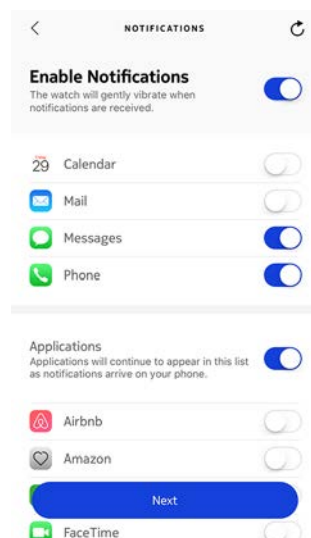 NOTIFICATIONS
Enable Notifications
The watch will gently vibrate when
notifications are received.
29 Calendar
Mail
Messages
Phone
Applications
Applications will continue to appear in this list
as notifications arrive on your phone.
Airbnb
Amazon
Next
FaceTime